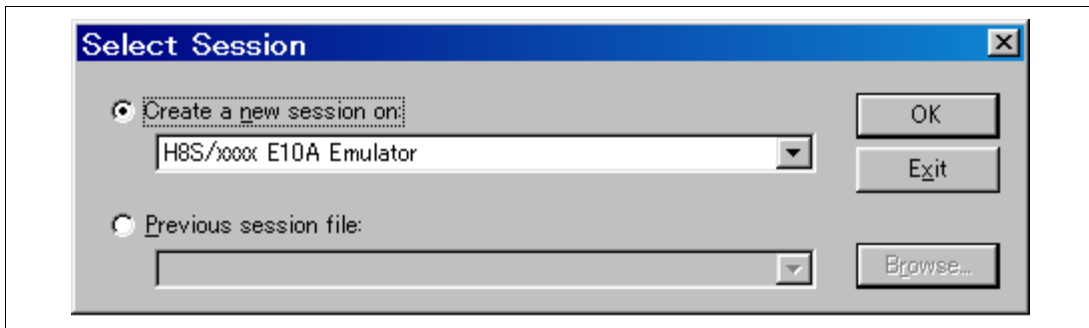 Select Session
Create a new session on:
OK
H8S/xxxx E10A Emulator
Exit
Previous session file:
Browse...